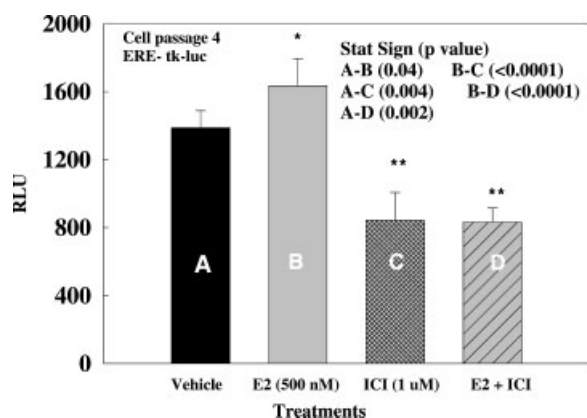 2000
1600
1200
800
400
0
RLU
Cell passage 4
ERE- tk-luc
Stat Sign (p value)
A-B (0.04) B-C (<0.0001)
A-C (0.004) B-D (<0.0001)
A-D (0.002)
*
**
**
A
B
C
D
Vehicle E2 (500 nM) ICI (1 uM) E2 + ICI
Treatments